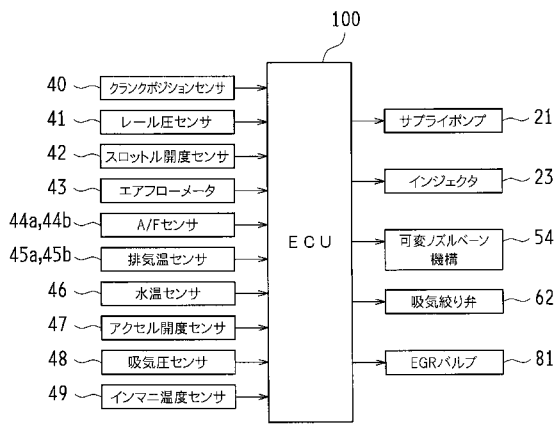 100
40 クランクポジションセンサ
41 レール圧センサ
42 スロットル開度センサ
43 エアフローメータ
44a,44b A/Fセンサ
45a,45b 排気温センサ
46 水温センサ
47 アクセル開度センサ
48 吸気圧センサ
49 インマニ温度センサ
ECU
サプライポンプ 21
インジェクタ 23
可変ノズルベーン 54
機構
吸気絞り弁 62
EGRバルブ 81